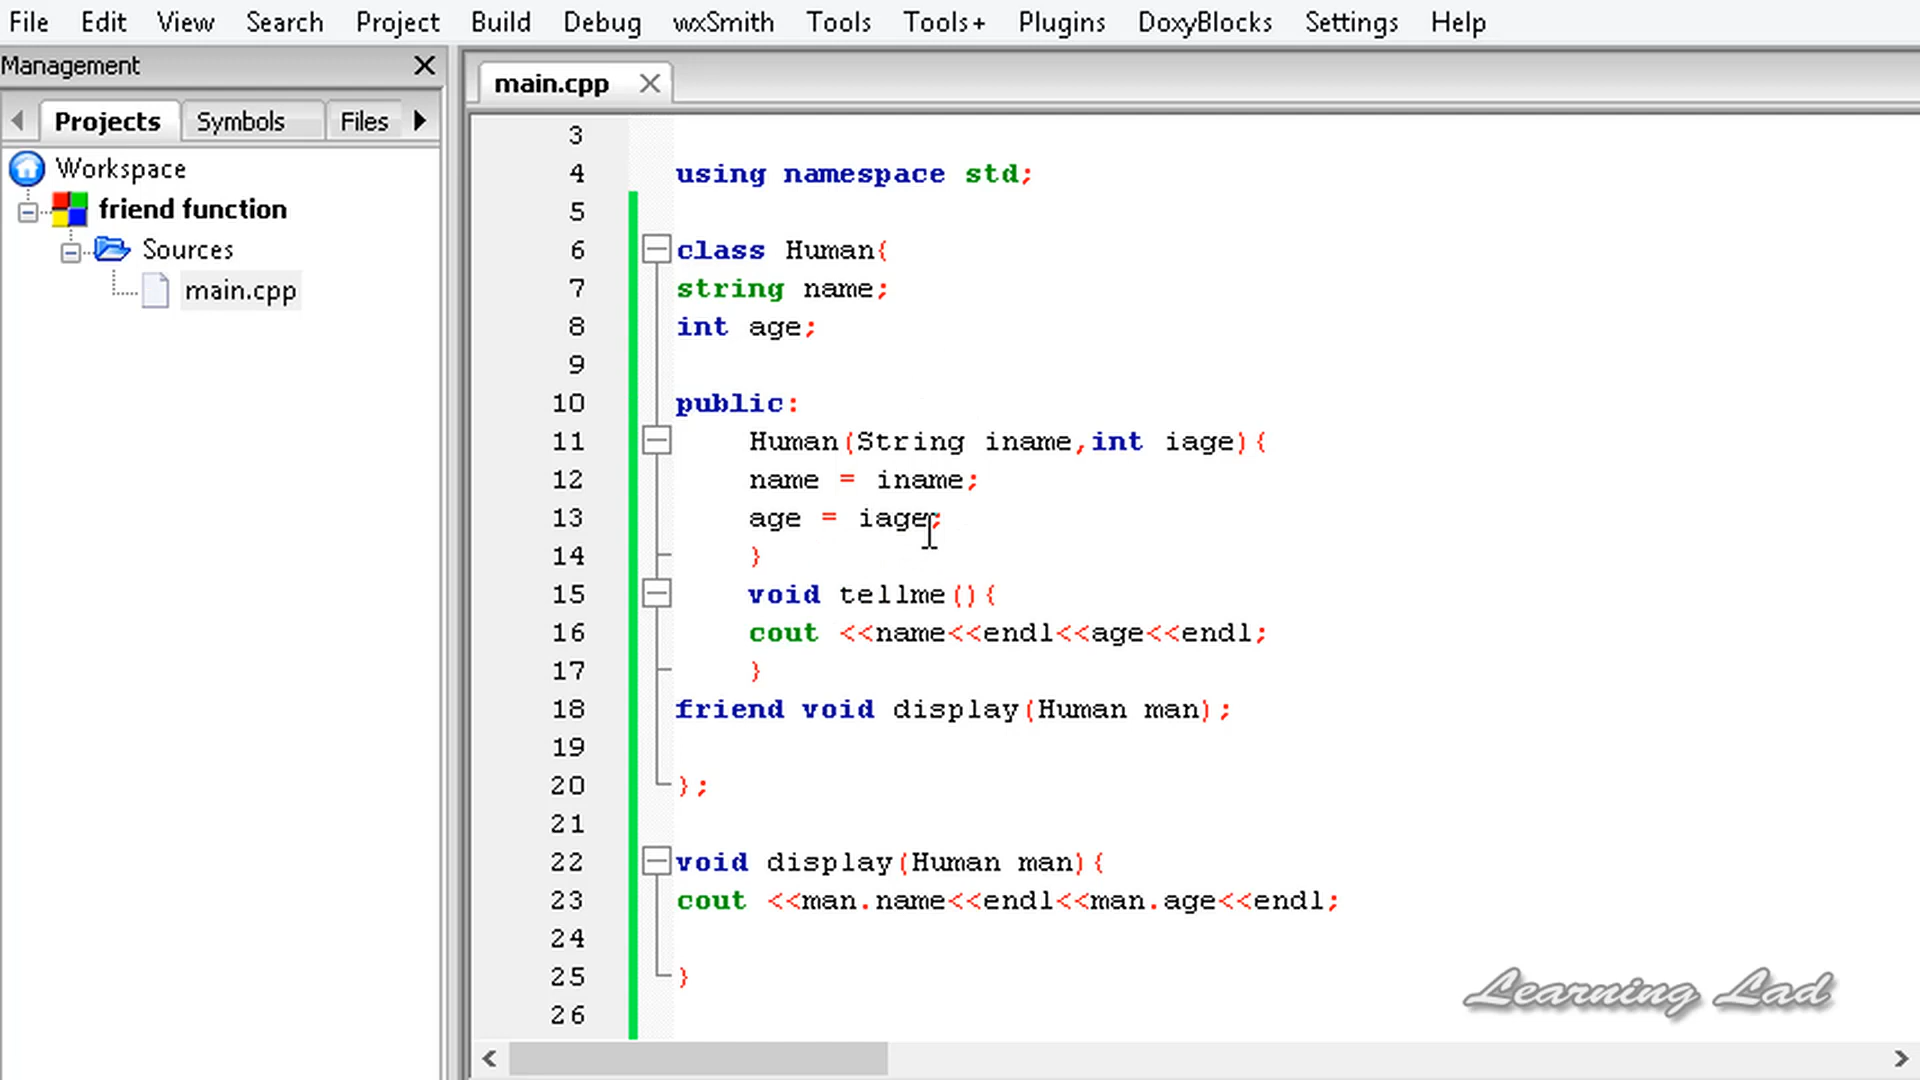 File Edit View Search Project Build Debug wxSmith Tools Tools+ Plugins DoxyBlocks Settings Help
Management
main.cpp
Projects Symbols Files
Workspace
friend function
Sources
main.cpp
3
4 using namespace std;
5
6 class Human{
7 string name;
8 int age;
9
10 public:
11 Human(String iname,int iage){
12 name = iname;
13 age = iage;
14 }
15 void tellme(){
16 cout <<name<<endl<<age<<endl;
17 }
18 friend void display(Human man);
19
20 };
21
22 void display(Human man){
23 cout <<man.name<<endl<<man.age<<endl;
24
25 }
26
Learning Lad